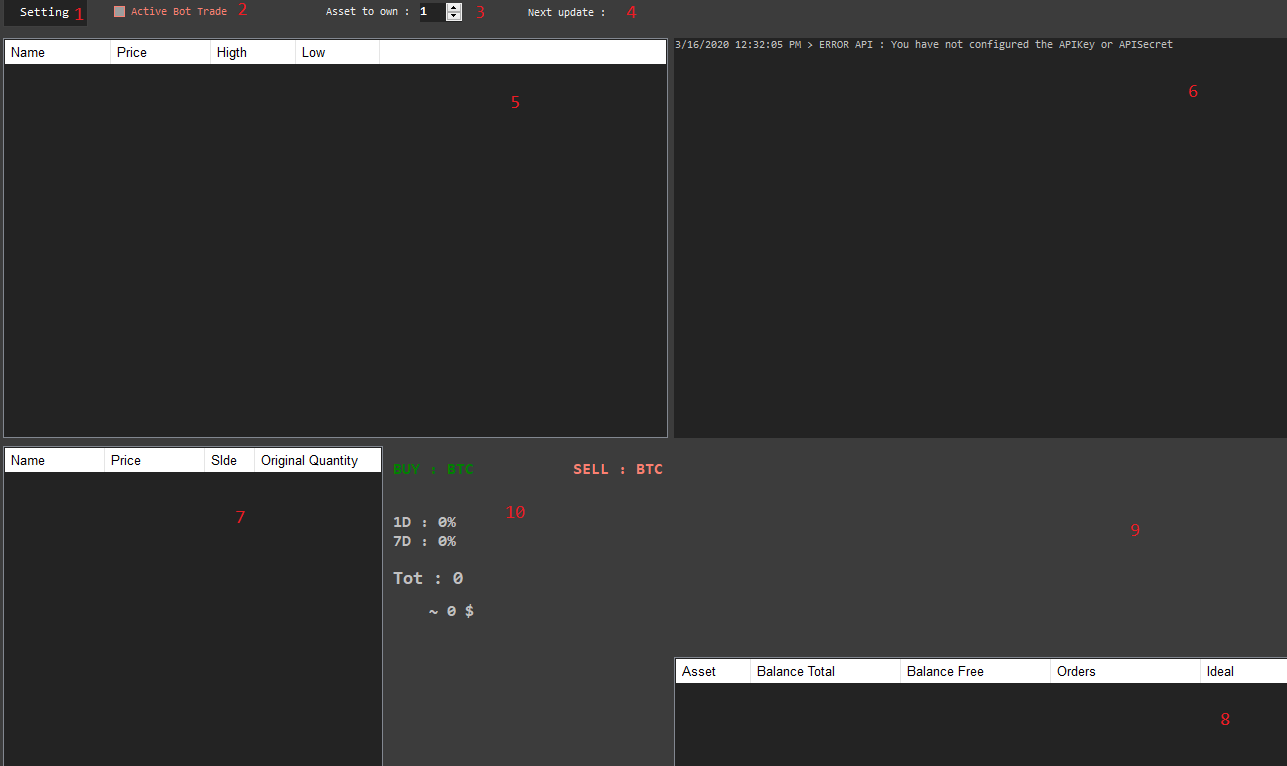 Setting 1 Active Bot Trade 2 Asset to own : 1 3 Next update : 4
Name Price Higth Low
3/16/2020 12:32:05 PM > ERROR API : You have not configured the APIKey or APISecret
5
6
Name Price SIde Original Quantity
7
BUY : BTC SELL : BTC
10
1D : 0%
7D : 0%
Tot : 0
~ 0 $
9
Asset Balance Total Balance Free Orders Ideal
8